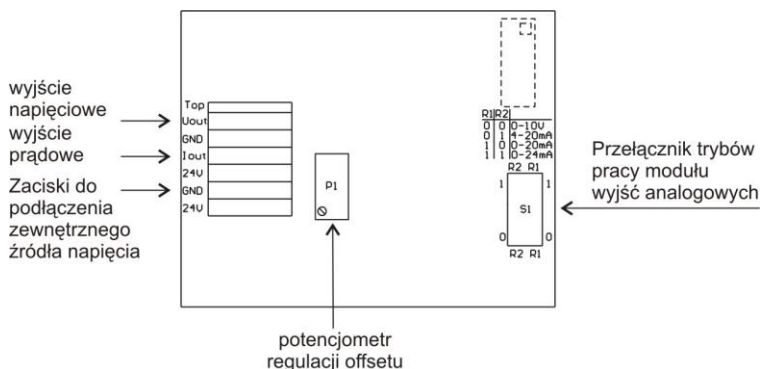 wyjście
napięciowe
wyjście
prądowe
Zaciski do
podłączenia
zewnętrznego
źródła napięcia
Top
Uout
GND
Iout
24V
GND
24V
P1
potencjometr
regulacji offsetu
R1 R2
0 0 0-10V
0 1 4-20mA
1 0 0-20mA
1 1 0-24mA
R2 R1
1 1
S1
0 0
R2 R1
Przełącznik trybów
pracy modułu
wyjść analogowych